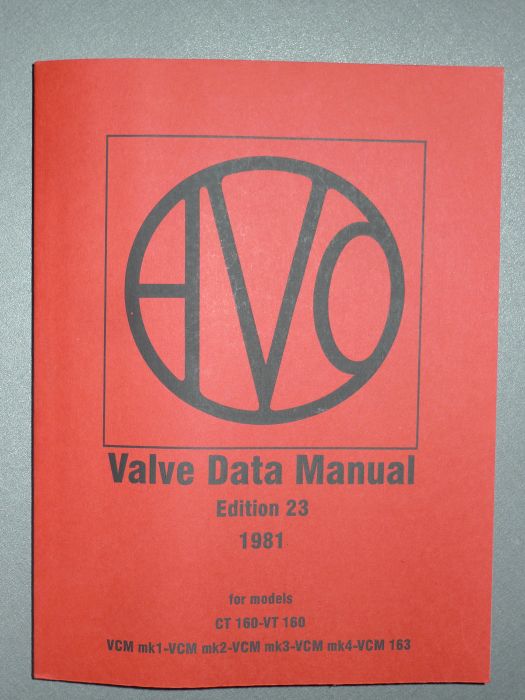 AVO
Valve Data Manual
Edition 23
1981
for models
CT 160-VT 160
VCM mk1-VCM mk2-VCM mk3-VCM mk4-VCM 163